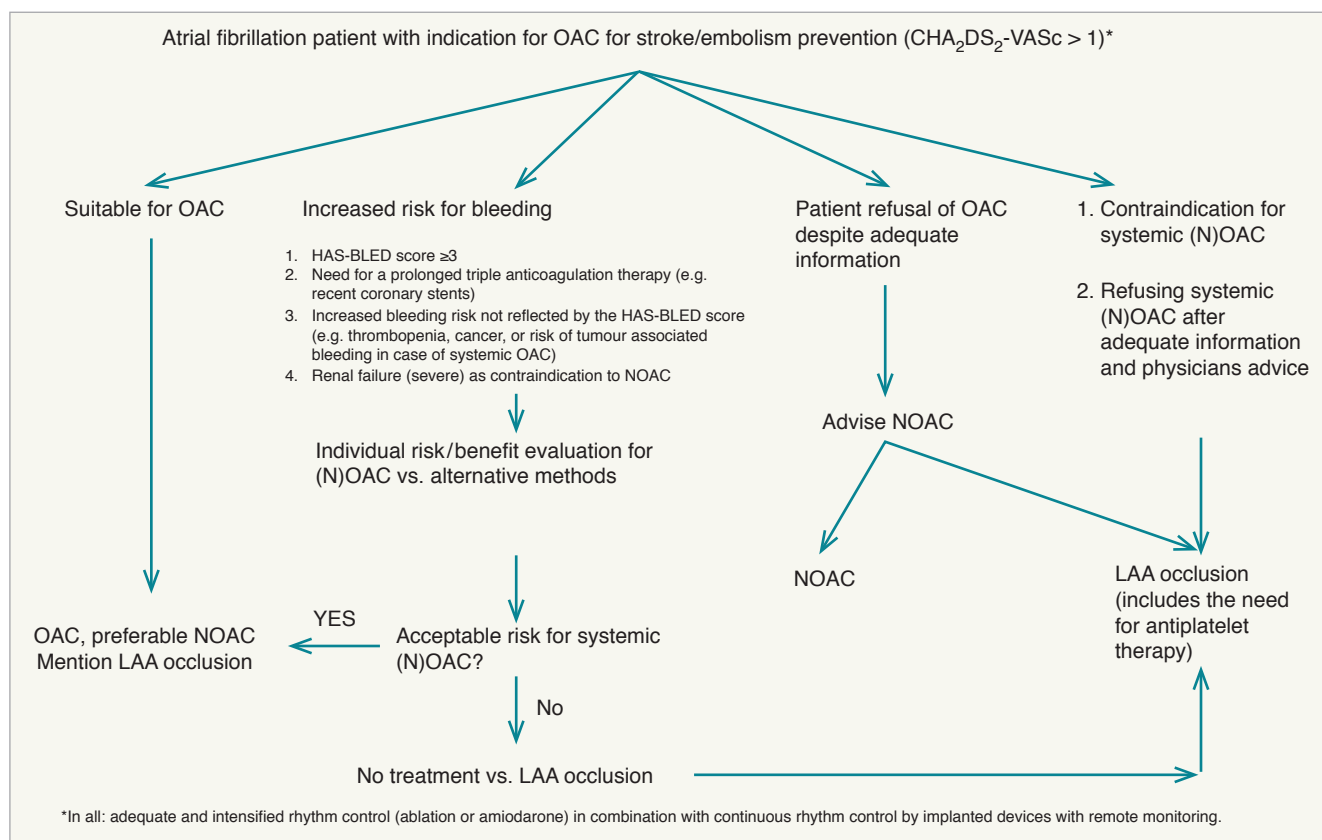 Atrial fibrillation patient with indication for OAC for stroke/embolism prevention (CHA₂DS₂-VASc > 1)*
Suitable for OAC
Increased risk for bleeding
1. HAS-BLED score ≥3
2. Need for a prolonged triple anticoagulation therapy (e.g.
recent coronary stents)
3. Increased bleeding risk not reflected by the HAS-BLED score
(e.g. thrombopenia, cancer, or risk of tumour associated
bleeding in case of systemic OAC)
4. Renal failure (severe) as contraindication to NOAC
Patient refusal of OAC
despite adequate
information
1. Contraindication for
systemic (N)OAC
2. Refusing systemic
(N)OAC after
adequate information
and physicians advice
Individual risk/benefit evaluation for
(N)OAC vs. alternative methods
Advise NOAC
NOAC
LAA occlusion
(includes the need
for antiplatelet
therapy)
YES
OAC, preferable NOAC
Mention LAA occlusion
Acceptable risk for systemic
(N)OAC?
No
No treatment vs. LAA occlusion
*In all: adequate and intensified rhythm control (ablation or amiodarone) in combination with continuous rhythm control by implanted devices with remote monitoring.